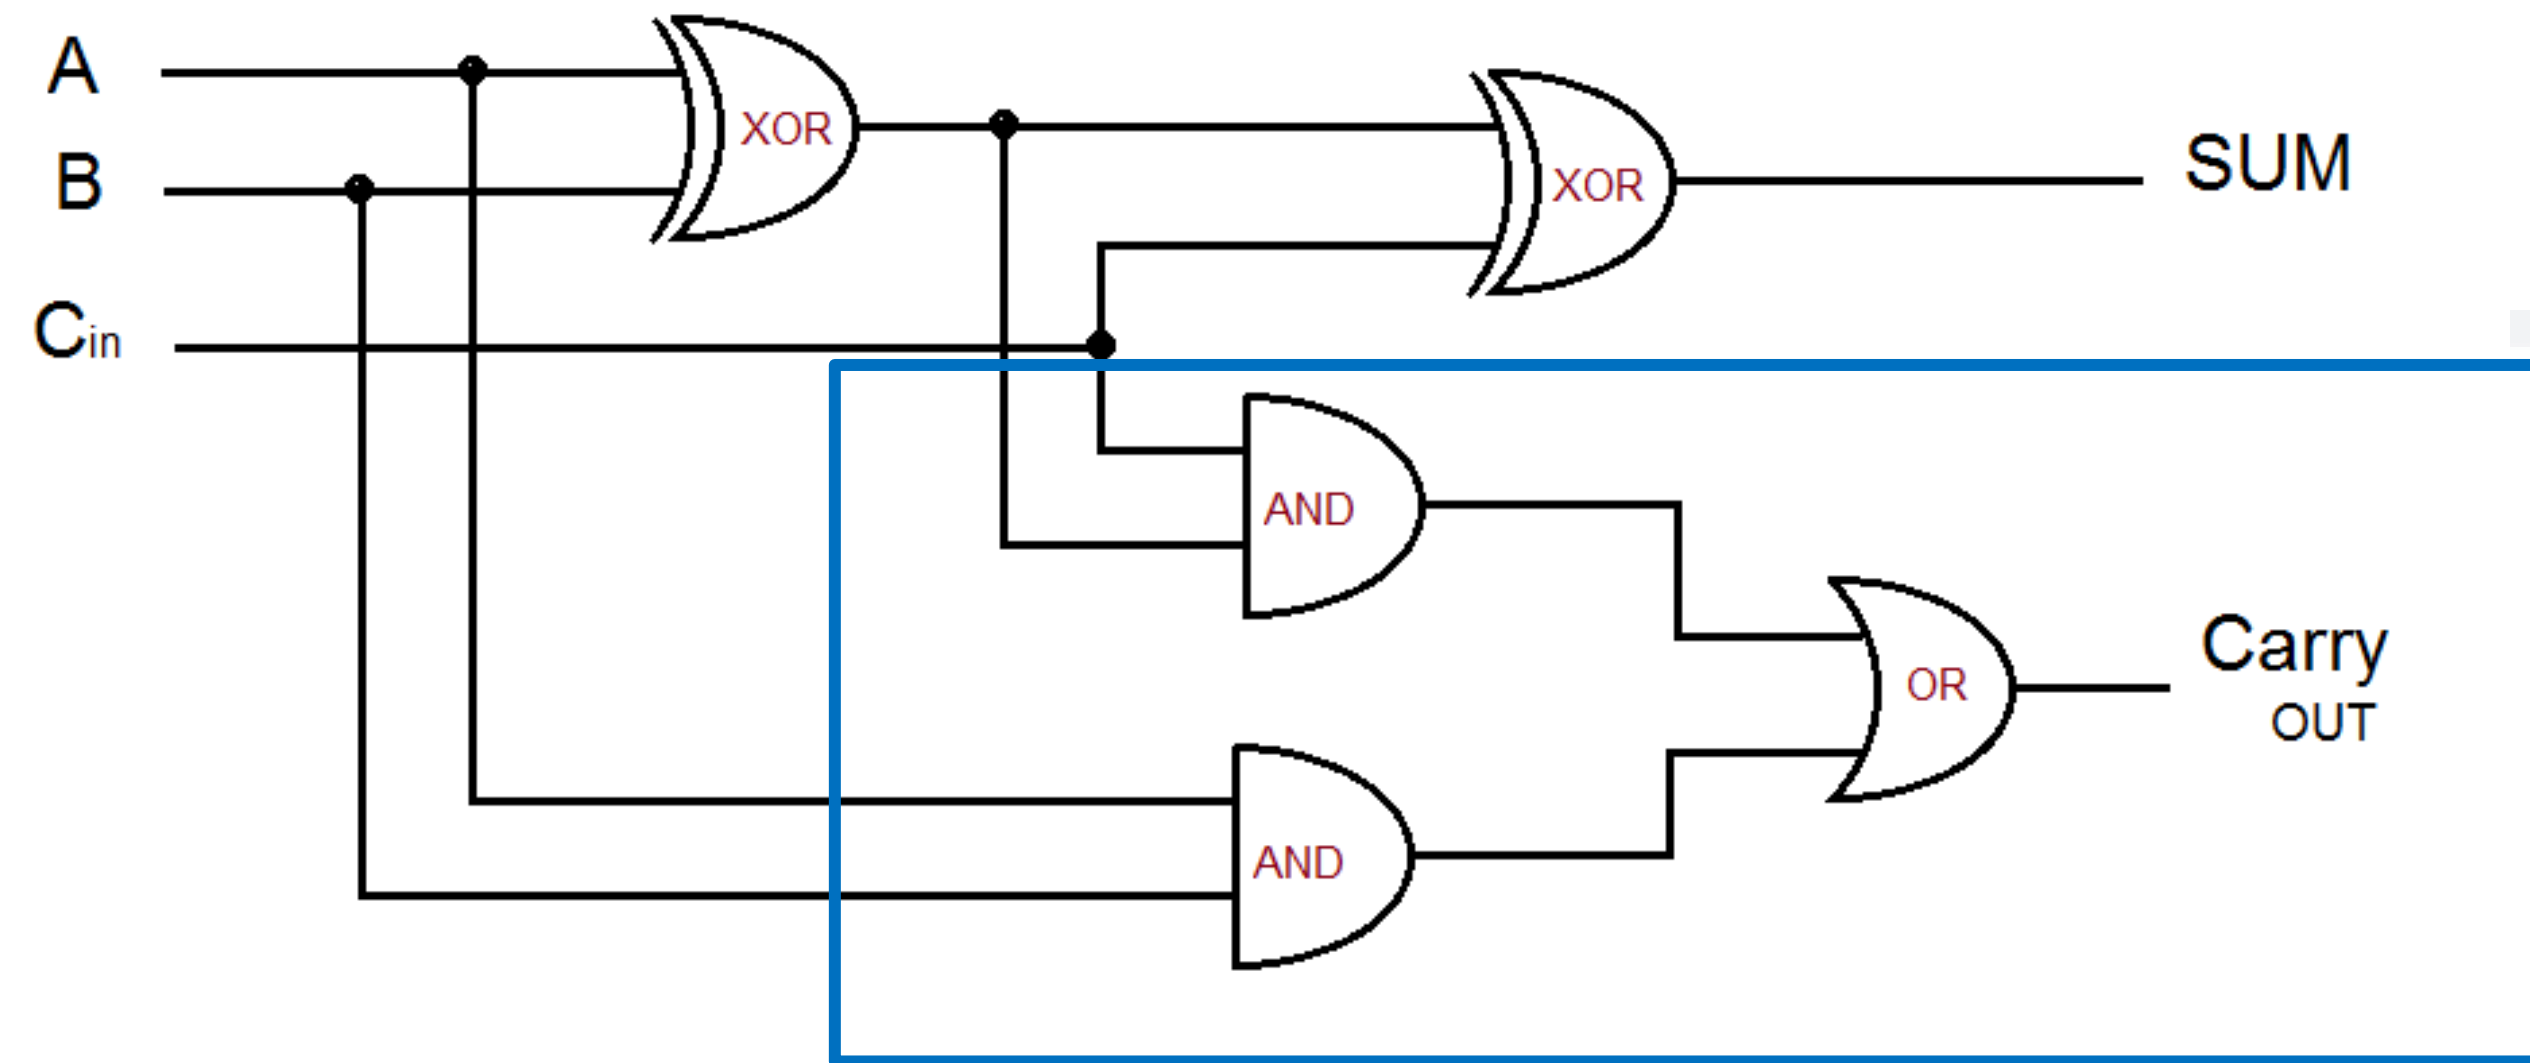 A
B
Cin
XOR
XOR
SUM
AND
AND
OR
Carry
OUT